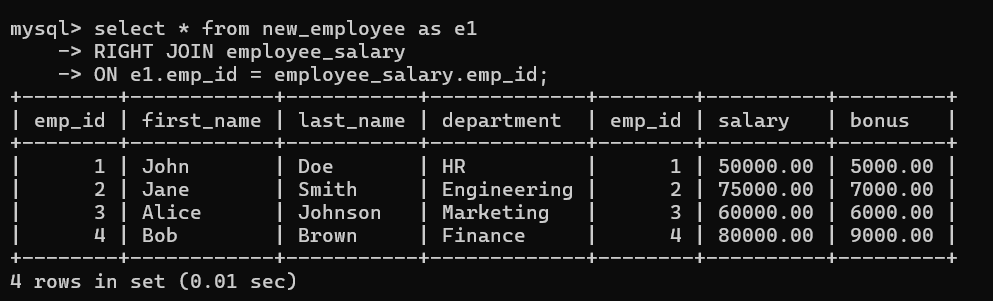 mysql> select * from new_employee as e1
    -> RIGHT JOIN employee_salary
    -> ON e1.emp_id = employee_salary.emp_id;
+--------+------------+-----------+-------------+--------+----------+---------+
| emp_id | first_name | last_name | department  | emp_id | salary   | bonus   |
+--------+------------+-----------+-------------+--------+----------+---------+
|      1 | John       | Doe       | HR          |      1 | 50000.00 | 5000.00 |
|      2 | Jane       | Smith     | Engineering |      2 | 75000.00 | 7000.00 |
|      3 | Alice      | Johnson   | Marketing   |      3 | 60000.00 | 6000.00 |
|      4 | Bob        | Brown     | Finance     |      4 | 80000.00 | 9000.00 |
+--------+------------+-----------+-------------+--------+----------+---------+
4 rows in set (0.01 sec)